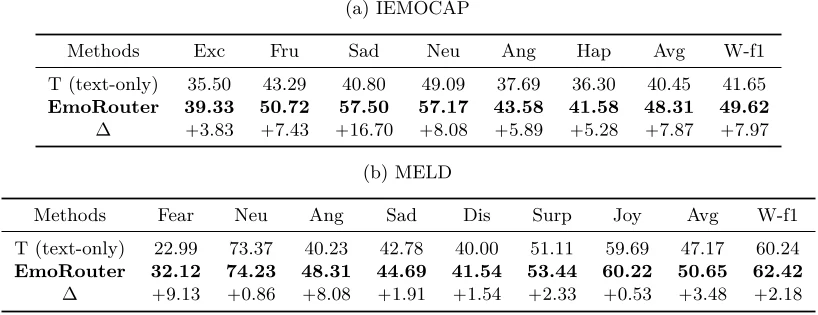 (a) IEMOCAP
Methods Exc Fru Sad Neu Ang Hap Avg W-f1
T (text-only) 35.50 43.29 40.80 49.09 37.69 36.30 40.45 41.65
EmoRouter 39.33 50.72 57.50 57.17 43.58 41.58 48.31 49.62
Δ +3.83 +7.43 +16.70 +8.08 +5.89 +5.28 +7.87 +7.97
(b) MELD
Methods Fear Neu Ang Sad Dis Surp Joy Avg W-f1
T (text-only) 22.99 73.37 40.23 42.78 40.00 51.11 59.69 47.17 60.24
EmoRouter 32.12 74.23 48.31 44.69 41.54 53.44 60.22 50.65 62.42
Δ +9.13 +0.86 +8.08 +1.91 +1.54 +2.33 +0.53 +3.48 +2.18